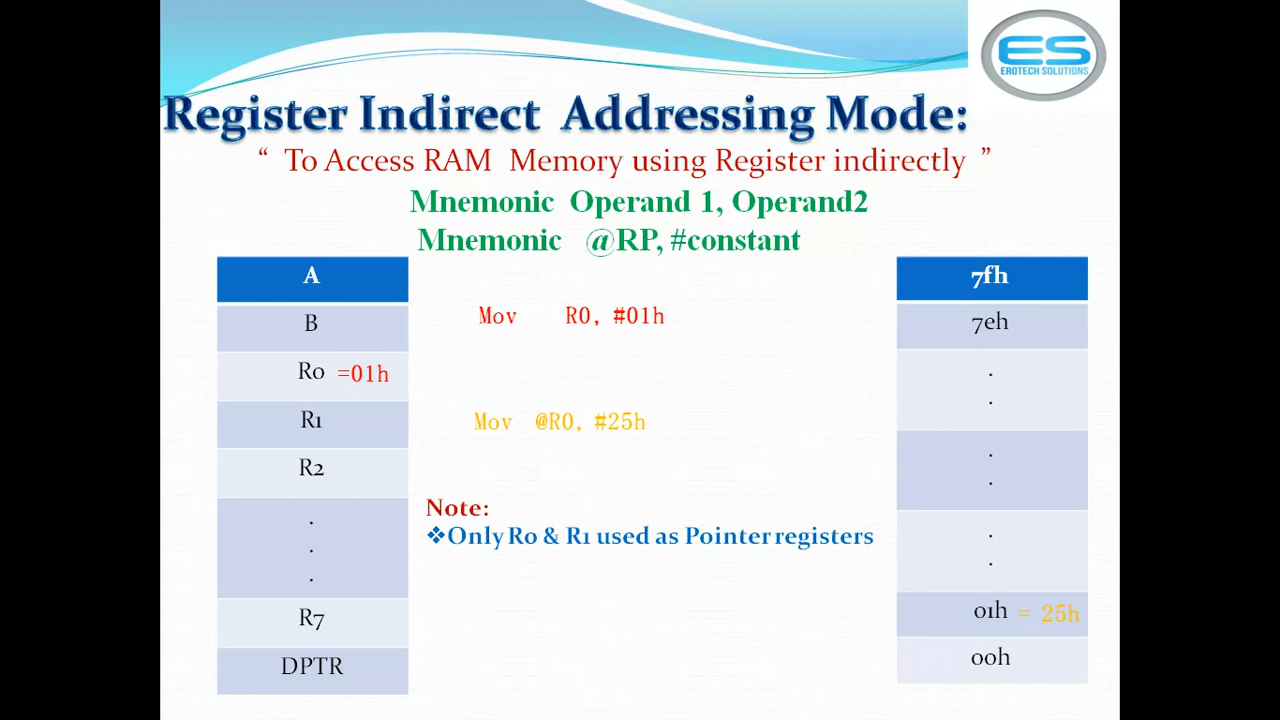 ES
EROTECH SOLUTIONS
Register Indirect Addressing Mode:
“ To Access RAM Memory using Register indirectly ”
Mnemonic Operand 1, Operand2
Mnemonic @RP, #constant
A
B
R0 =01h
R1
R2
.
.
.
R7
DPTR
Mov R0, #01h
Mov @R0, #25h
Note:
❖Only R0 & R1 used as Pointer registers
7fh
7eh
.
.
.
.
.
.
01h = 25h
00h